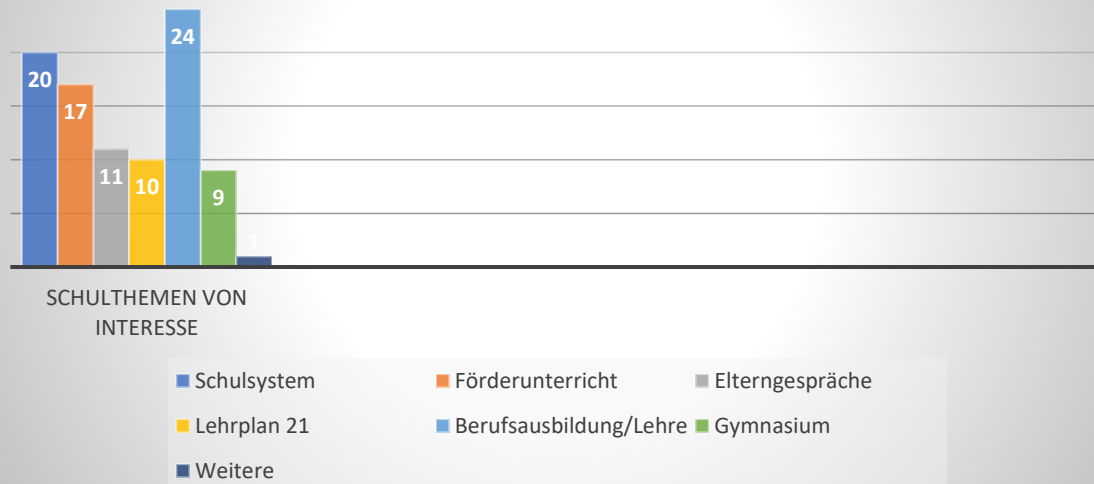 20
17
11
10
24
9
1
SCHULTHEMEN VON
INTERESSE
Schulsystem
Förderunterricht
Elterngespräche
Lehrplan 21
Berufsausbildung/Lehre
Gymnasium
Weitere